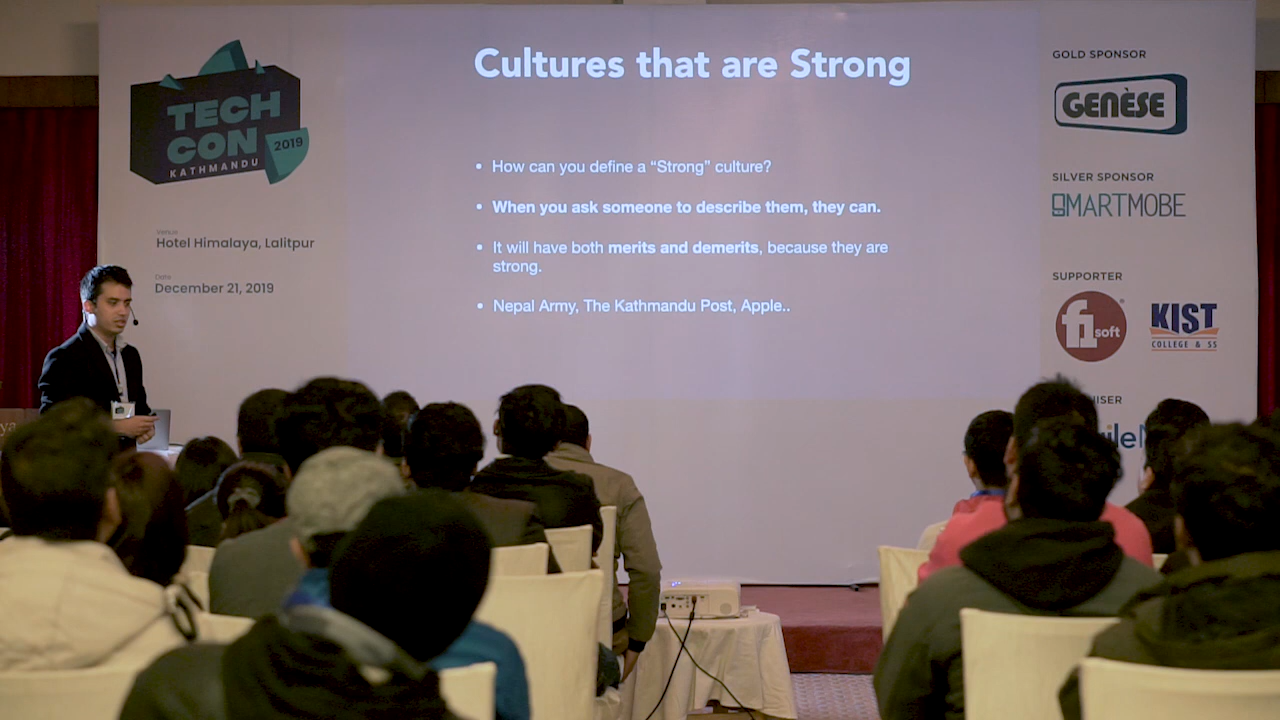 TECH
CON
2019
KATHMANDU
Venue
Hotel Himalaya, Lalitpur
Date
December 21, 2019
Cultures that are Strong
• How can you define a “Strong” culture?
• When you ask someone to describe them, they can.
• It will have both merits and demerits, because they are
strong.
• Nepal Army, The Kathmandu Post, Apple..
GOLD SPONSOR
GENÈSE
SILVER SPONSOR
SMARTMOBE
SUPPORTER
f1soft
KIST
COLLEGE & SS